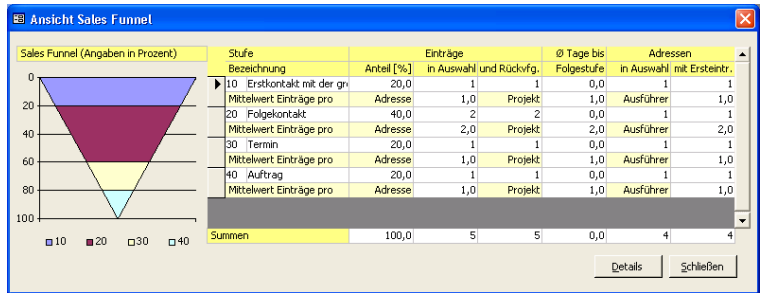 Ansicht Sales Funnel
Sales Funnel (Angaben in Prozent)
0
20
40
60
80
100
10 20 30 40
Stufe Einträge Ø Tage bis Adressen
Bezeichnung Anteil [%] in Auswahl und Rückvfg. Folgestufe in Auswahl mit Ersteintr.
10 Erstkontakt mit der gr 20,0 1 1 0,0 1 1
Mittelwert Einträge pro Adresse 1,0 Projekt 1,0 Ausführer 1,0
20 Folgekontakt 40,0 2 2 0,0 1 1
Mittelwert Einträge pro Adresse 2,0 Projekt 2,0 Ausführer 2,0
30 Termin 20,0 1 1 0,0 1 1
Mittelwert Einträge pro Adresse 1,0 Projekt 1,0 Ausführer 1,0
40 Auftrag 20,0 1 1 0,0 1 1
Mittelwert Einträge pro Adresse 1,0 Projekt 1,0 Ausführer 1,0
Summen 100,0 5 5 0,0 4 4
Details Schließen